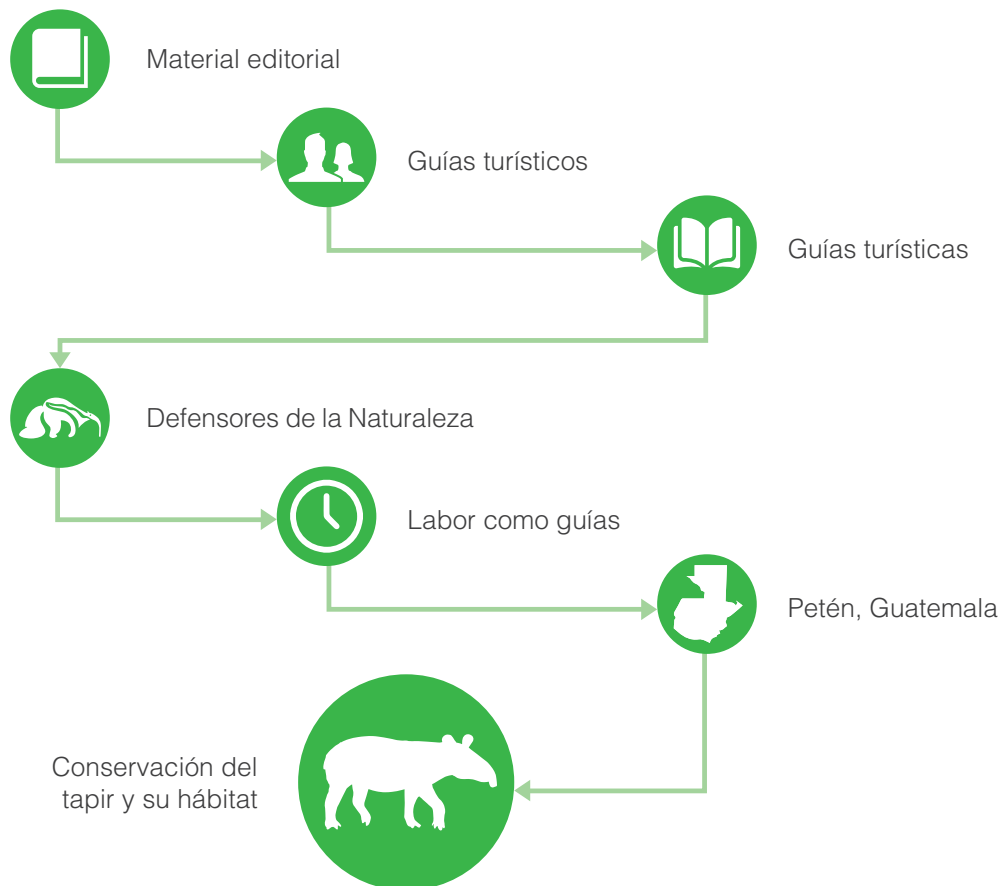 Material editorial
Guías turísticos
Guías turísticas
Defensores de la Naturaleza
Labor como guías
Petén, Guatemala
Conservación del
tapir y su hábitat